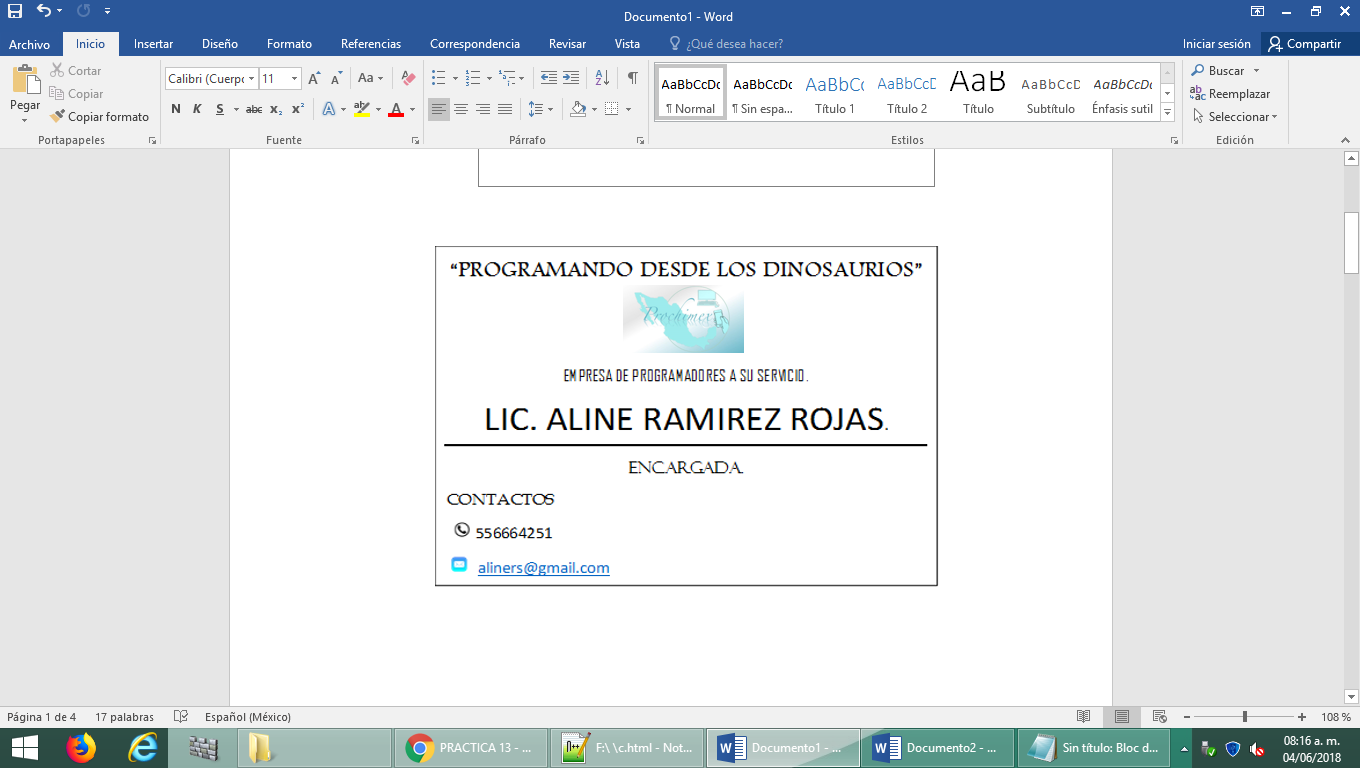 Documento1 - Word
Archivo Inicio Insertar Diseño Formato Referencias Correspondencia Revisar Vista ¿Qué desea hacer? Iniciar sesión Compartir
Pegar
Cortar
Copiar
Copiar formato
Portapapeles
Calibri (Cuerpo 11
N K S abc x₂ x²
Fuente
Párrafo
AaBbCcDc AaBbCcDc AaBbCc AaBbCcD AaB AaBbCcD AaBbCcDc
¶ Normal ¶ Sin espa... Título 1 Título 2 Título Subtítulo Énfasis sutil
Estilos
Buscar
Reemplazar
Seleccionar
Edición
“PROGRAMANDO DESDE LOS DINOSAURIOS”
Prochimex
EMPRESA DE PROGRAMADORES A SU SERVICIO.
LIC. ALINE RAMIREZ ROJAS.
ENCARGADA.
CONTACTOS
556664251
aliners@gmail.com
Página 1 de 4 17 palabras Español (México) 108 %
PRACTICA 13 - ... F:\ \c.html - Not... Documento1 - ... Documento2 - ... Sin título: Bloc d...
08:16 a. m.
04/06/2018